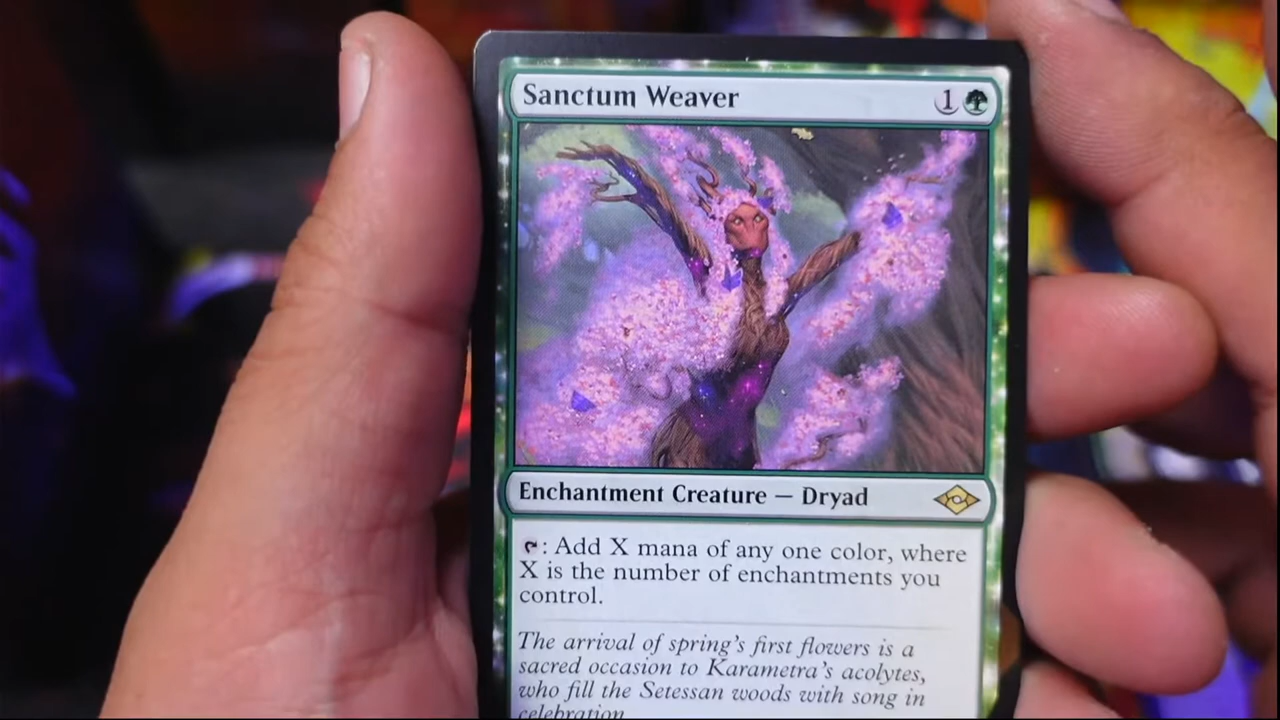 Sanctum Weaver 1
Enchantment Creature — Dryad
: Add X mana of any one color, where
X is the number of enchantments you
control.
The arrival of spring's first flowers is a
sacred occasion to Karametra's acolytes,
who fill the Setessan woods with song in
celebration.